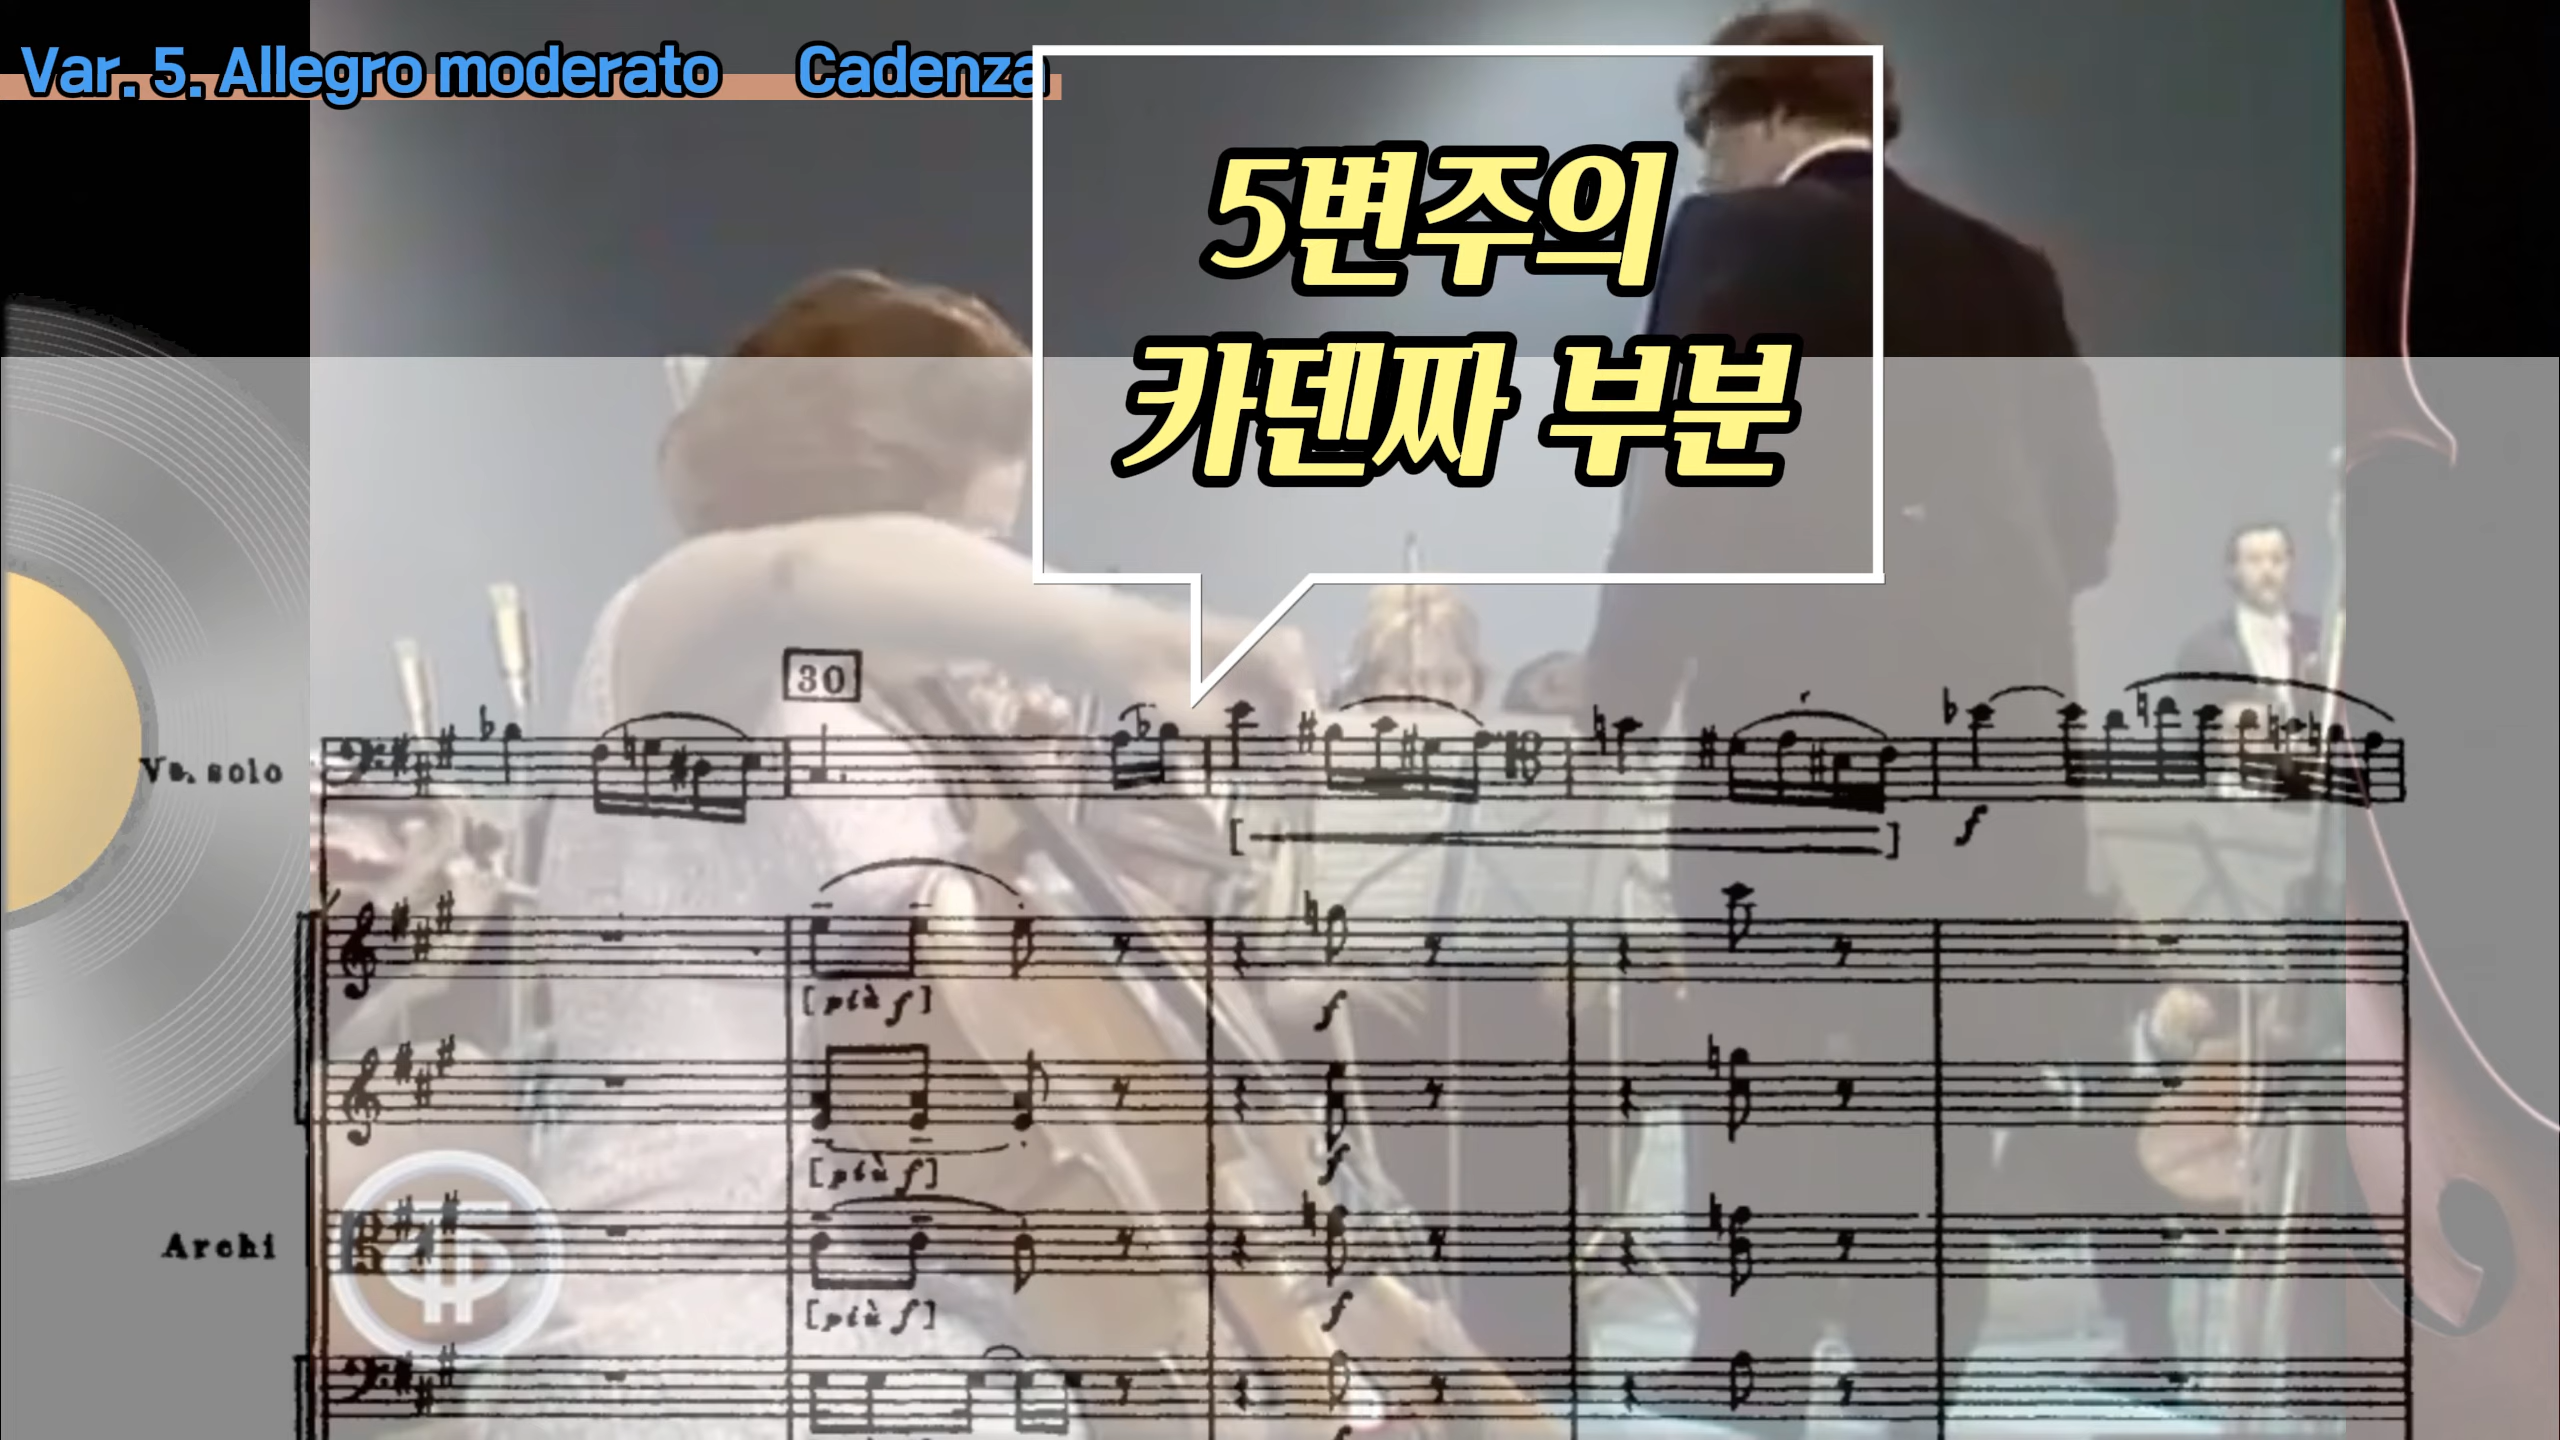 Var. 5. Allegro moderato Cadenza
5변주의
카덴짜 부분
30
Vc. solo
f
[più f]
f
[più f]
f
Archi
[più f]
f